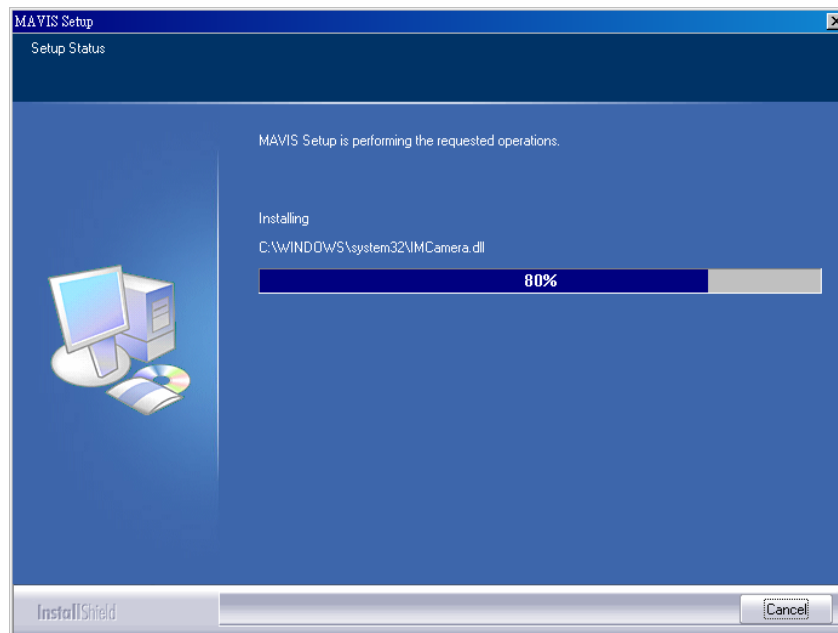 MAVIS Setup
Setup Status
MAVIS Setup is performing the requested operations.
Installing
C:\WINDOWS\system32\IMCamera.dll
80%
InstallShield
Cancel